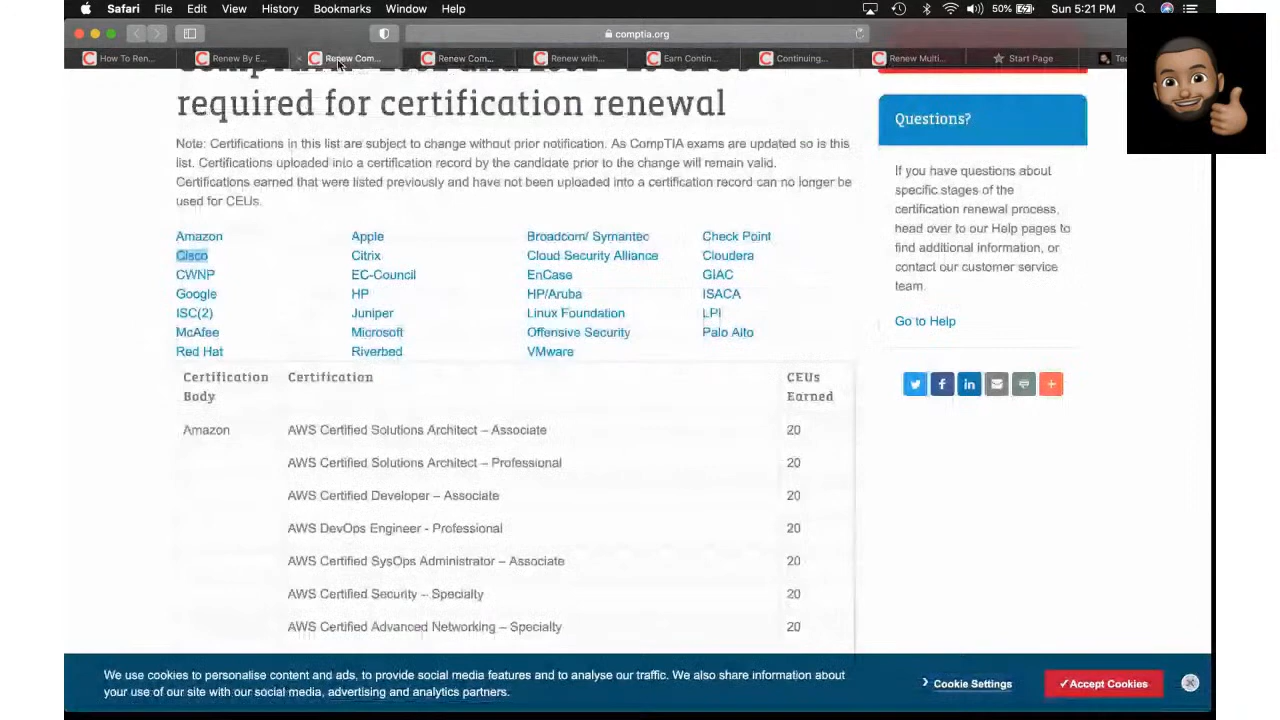 Safari File Edit View History Bookmarks Window Help 50% Sun 5:21 PM
comptia.org
How To Ren... Renew By E... Renew Com... Renew Com... Renew with... Earn Contin... Continuing... Renew Multi... Start Page Tec
required for certification renewal
Note: Certifications in this list are subject to change without prior notification. As CompTIA exams are updated so is this
list. Certifications uploaded into a certification record by the candidate prior to the change will remain valid.
Certifications earned that were listed previously and have not been uploaded into a certification record can no longer be
used for CEUs.
Amazon Apple Broadcom/ Symantec Check Point
Cisco Citrix Cloud Security Alliance Cloudera
CWNP EC-Council EnCase GIAC
Google HP HP/Aruba ISACA
ISC(2) Juniper Linux Foundation LPI
McAfee Microsoft Offensive Security Palo Alto
Red Hat Riverbed VMware
Certification Body Certification CEUs Earned
Amazon AWS Certified Solutions Architect – Associate 20
AWS Certified Solutions Architect – Professional 20
AWS Certified Developer – Associate 20
AWS DevOps Engineer - Professional 20
AWS Certified SysOps Administrator – Associate 20
AWS Certified Security – Specialty 20
AWS Certified Advanced Networking – Specialty 20
Questions?
If you have questions about
specific stages of the
certification renewal process,
head over to our Help pages to
find additional information, or
contact our customer service
team.
Go to Help
We use cookies to personalise content and ads, to provide social media features and to analyse our traffic. We also share information about
your use of our site with our social media, advertising and analytics partners.
Cookie Settings
✓Accept Cookies